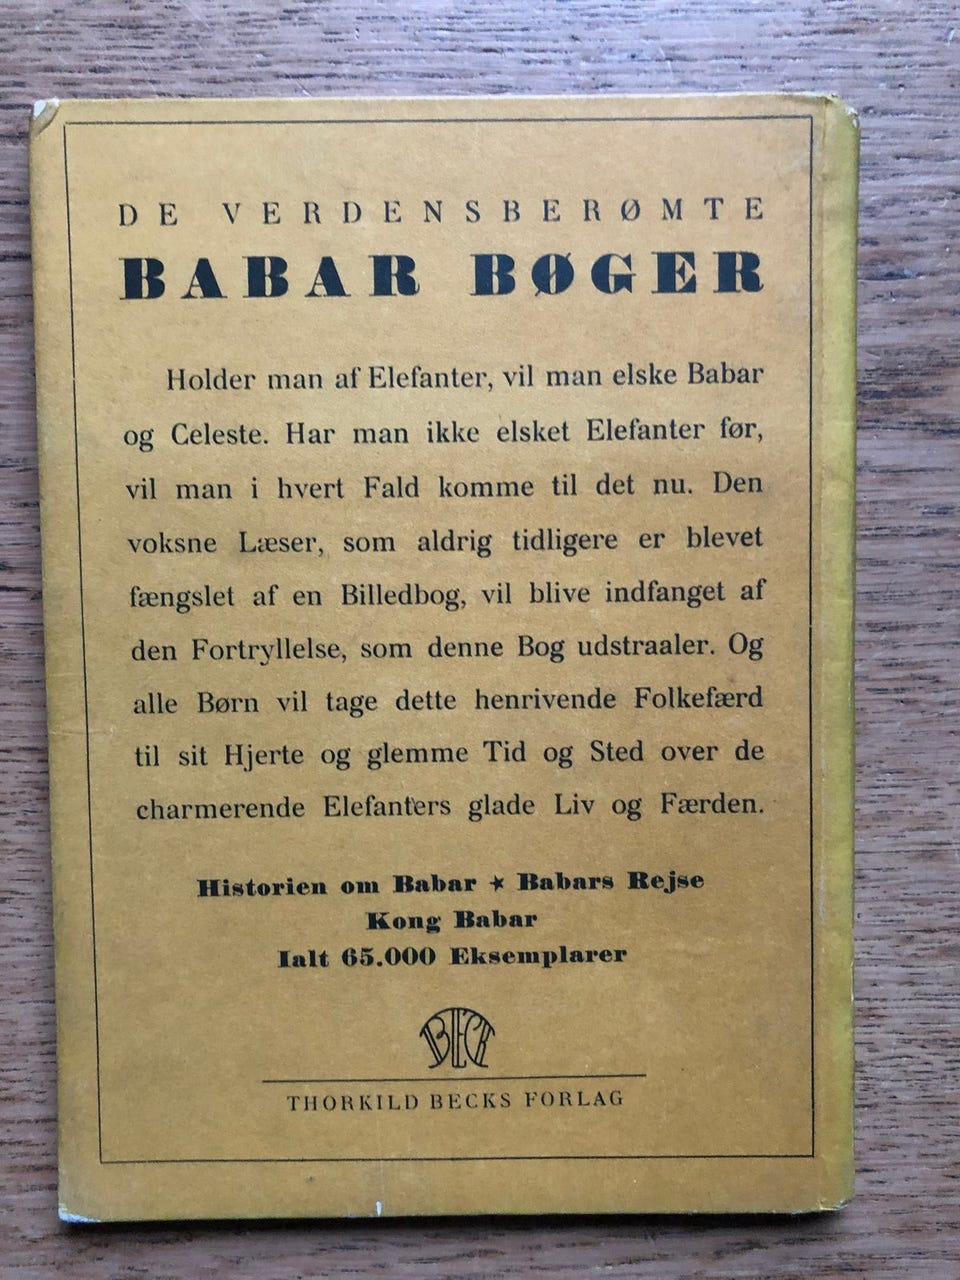 DE VERDENSBERØMTE
BABAR BØGER
Holder man af Elefanter, vil man elske Babar
og Celeste. Har man ikke elsket Elefanter før,
vil man i hvert Fald komme til det nu. Den
voksne Læser, som aldrig tidligere er blevet
fængslet af en Billedbog, vil blive indfanget af
den Fortryllelse, som denne Bog udstraaler. Og
alle Børn vil tage dette henrivende Folkefærd
til sit Hjerte og glemme Tid og Sted over de
charmerende Elefanters glade Liv og Færden.
Historien om Babar ★ Babars Rejse
Kong Babar
Ialt 65.000 Eksemplarer
BECK
THORKILD BECKS FORLAG